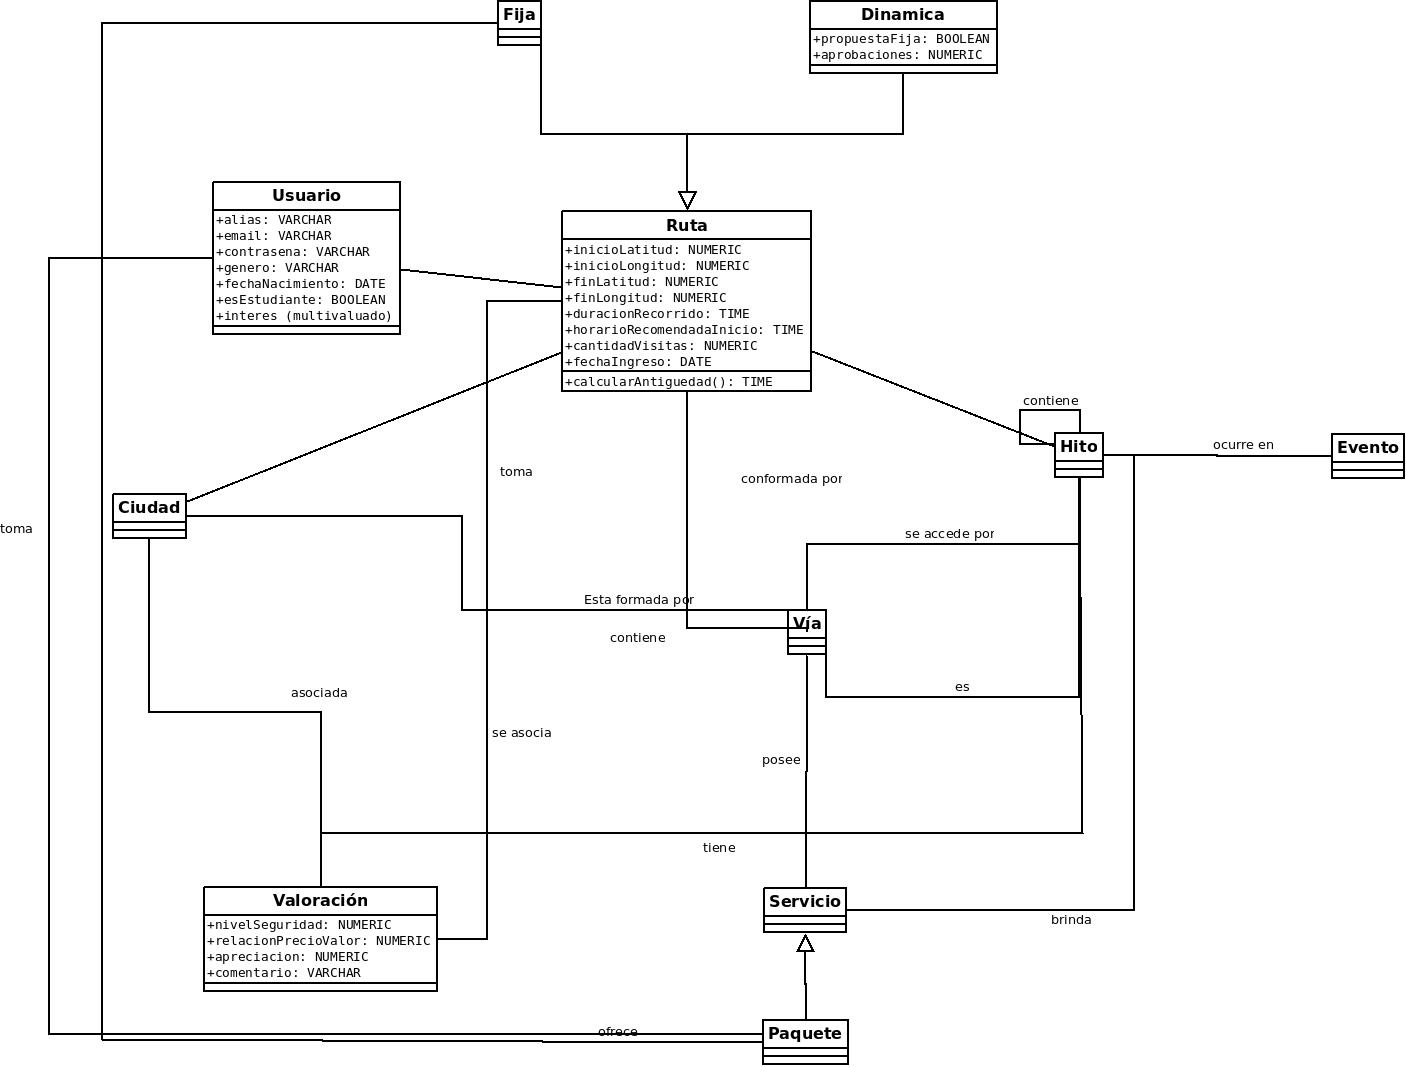 Fija
Dinamica
+propuestaFija: BOOLEAN
+aprobaciones: NUMERIC
Usuario
+alias: VARCHAR
+email: VARCHAR
+contrasena: VARCHAR
+genero: VARCHAR
+fechaNacimiento: DATE
+esEstudiante: BOOLEAN
+interes (multivaluado)
Ruta
+inicioLatitud: NUMERIC
+inicioLongitud: NUMERIC
+finLatitud: NUMERIC
+finLongitud: NUMERIC
+duracionRecorrido: TIME
+horarioRecomendadaInicio: TIME
+cantidadVisitas: NUMERIC
+fechaIngreso: DATE
+calcularAntiguedad(): TIME
contiene
Hito
ocurre en
Evento
toma
conformada por
Ciudad
toma
se accede por
Esta formada por
Vía
contiene
es
asociada
se asocia
posee
tiene
Valoración
+nivelSeguridad: NUMERIC
+relacionPrecioValor: NUMERIC
+apreciacion: NUMERIC
+comentario: VARCHAR
Servicio
brinda
ofrece
Paquete